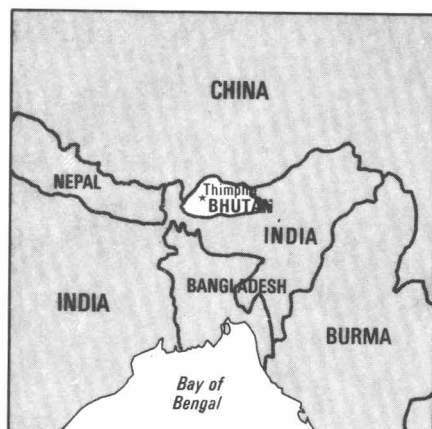 CHINA
NEPAL
Thimphu
BHUTAN
INDIA
BANGLADESH
INDIA
BURMA
Bay of
Bengal